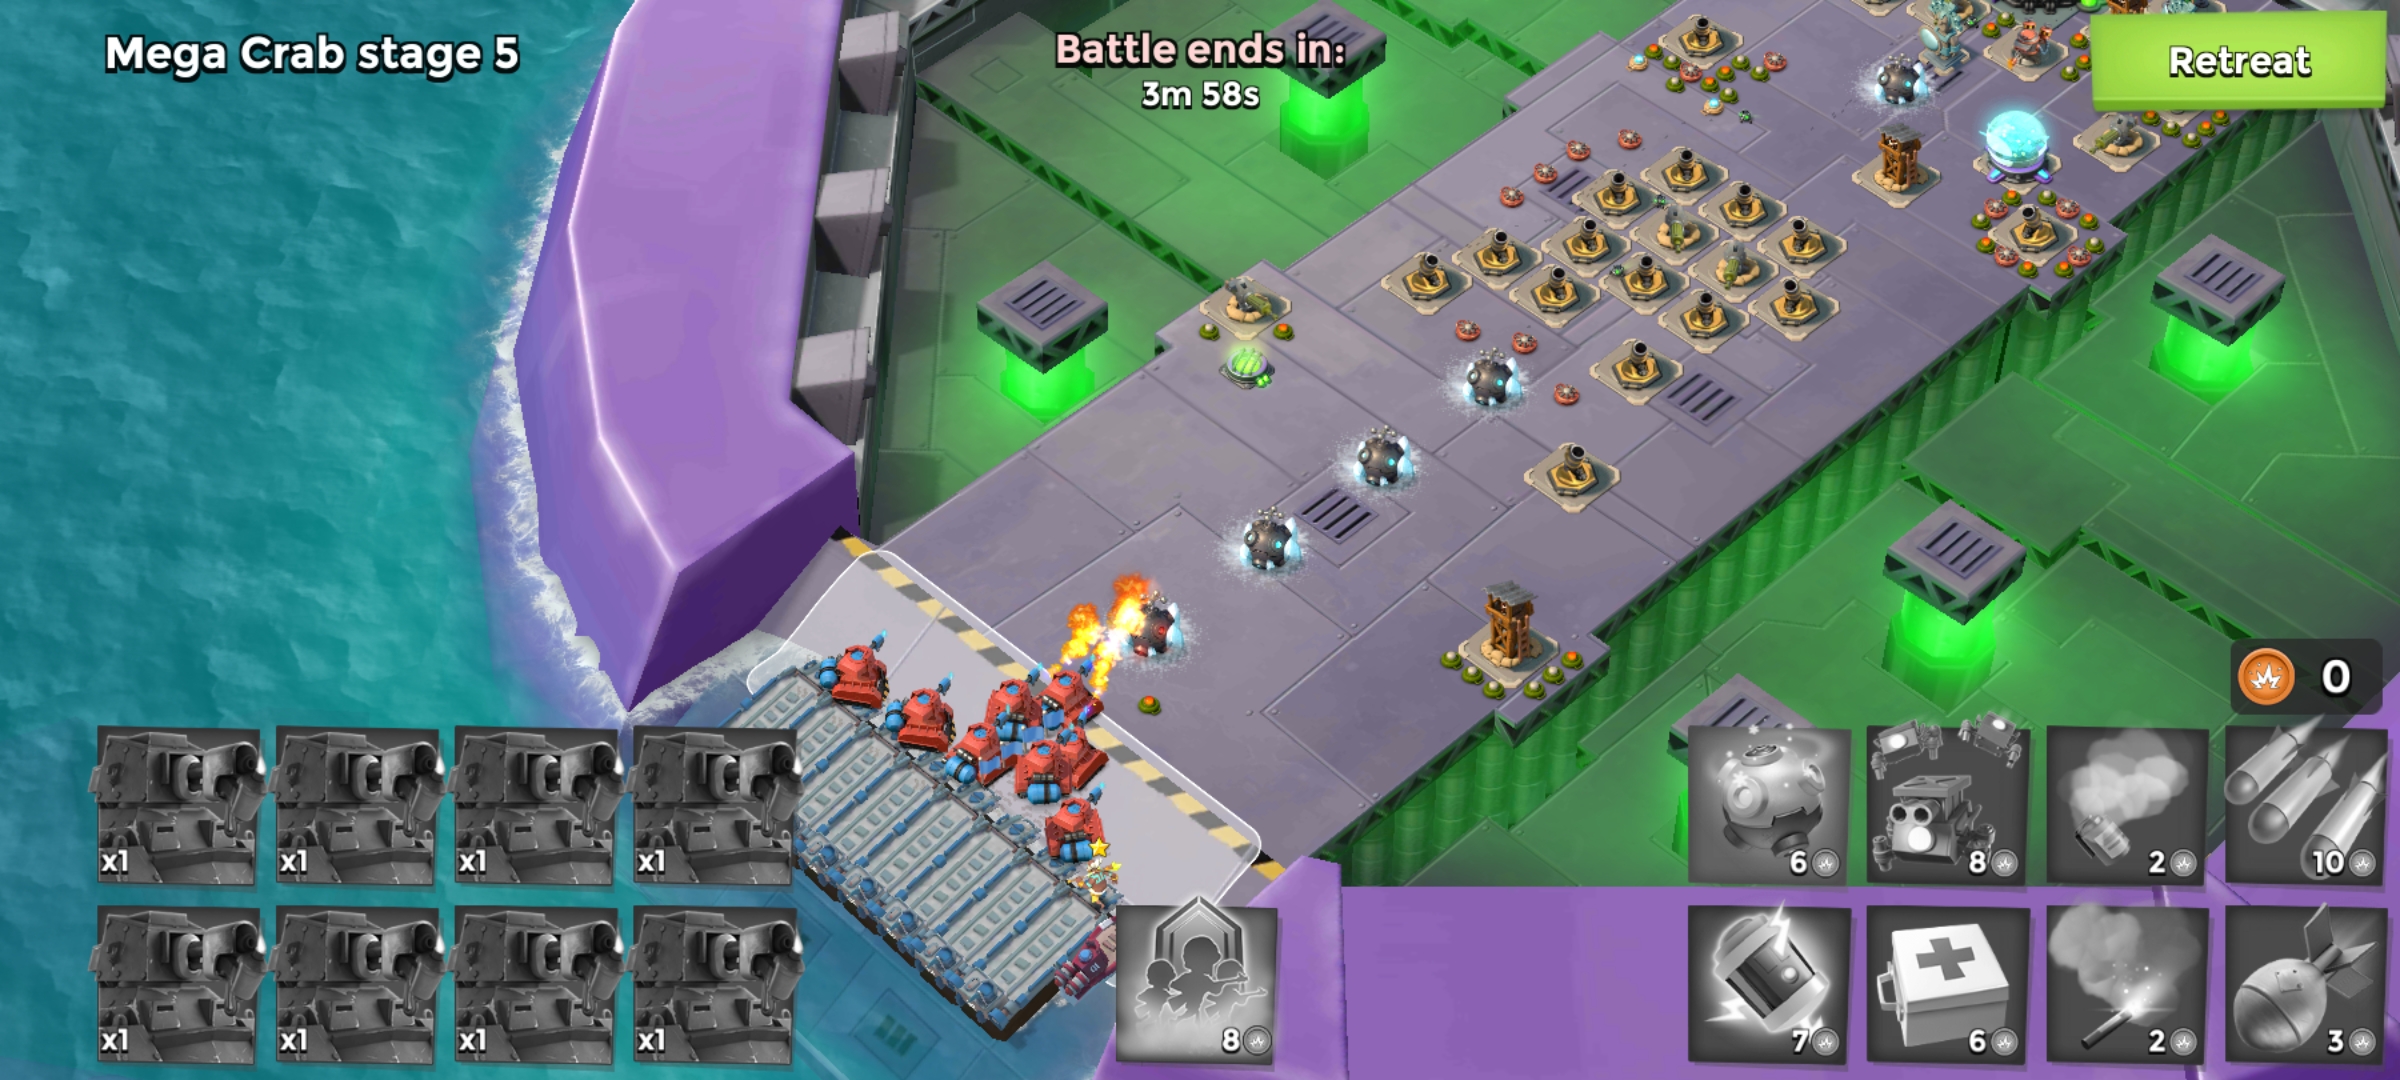 Mega Crab stage 5
Battle ends in:
3m 58s
Retreat
0
x1
x1
x1
x1
6
8
2
10
x1
x1
x1
x1
8
7
6
2
3